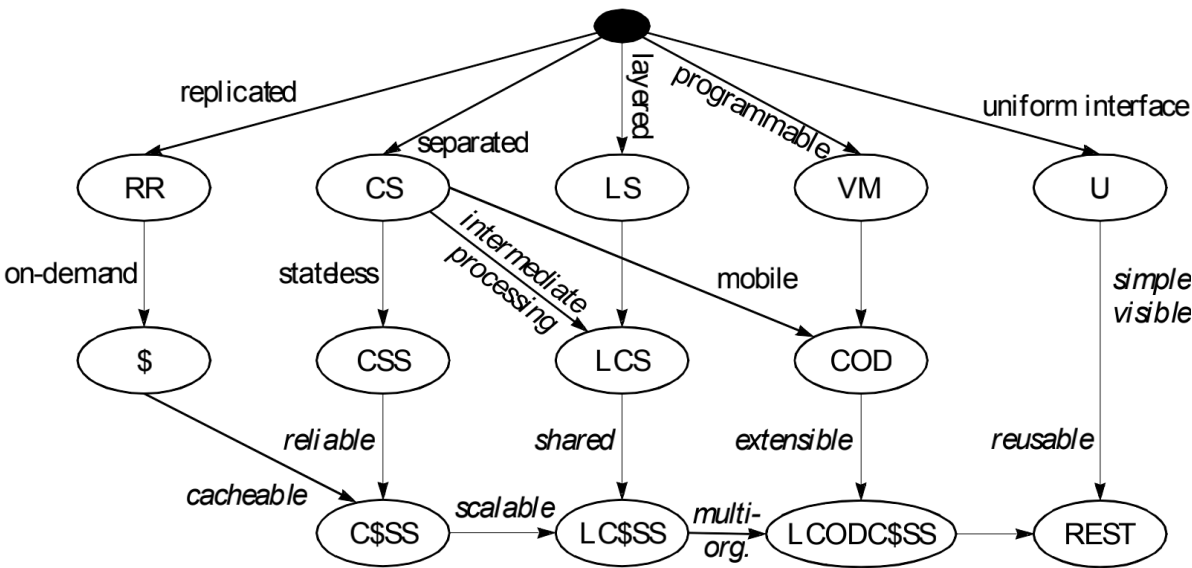 layered
programmable
replicated
uniform interface
separated
RR
CS
LS
VM
U
intermediate
processing
on-demand
stateless
mobile
simple
visible
$
CSS
LCS
COD
reliable
shared
extensible
reusable
cacheable
scalable
multi-
org.
C$SS
LC$SS
LCODC$SS
REST